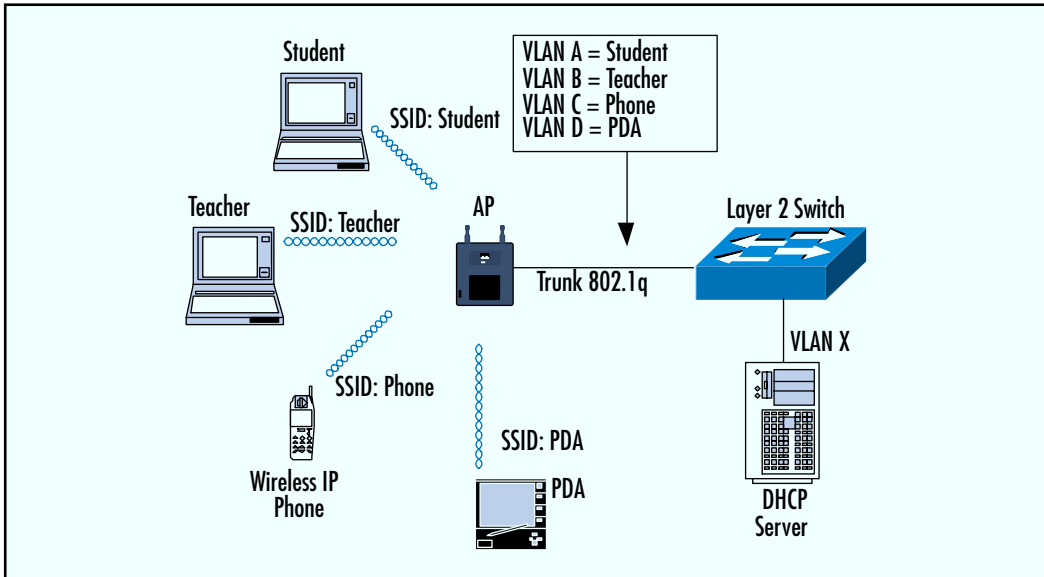 Student
SSID: Student
VLAN A = Student
VLAN B = Teacher
VLAN C = Phone
VLAN D = PDA
Teacher
SSID: Teacher
AP
Layer 2 Switch
Trunk 802.1q
VLAN X
SSID: Phone
SSID: PDA
Wireless IP
Phone
PDA
DHCP
Server